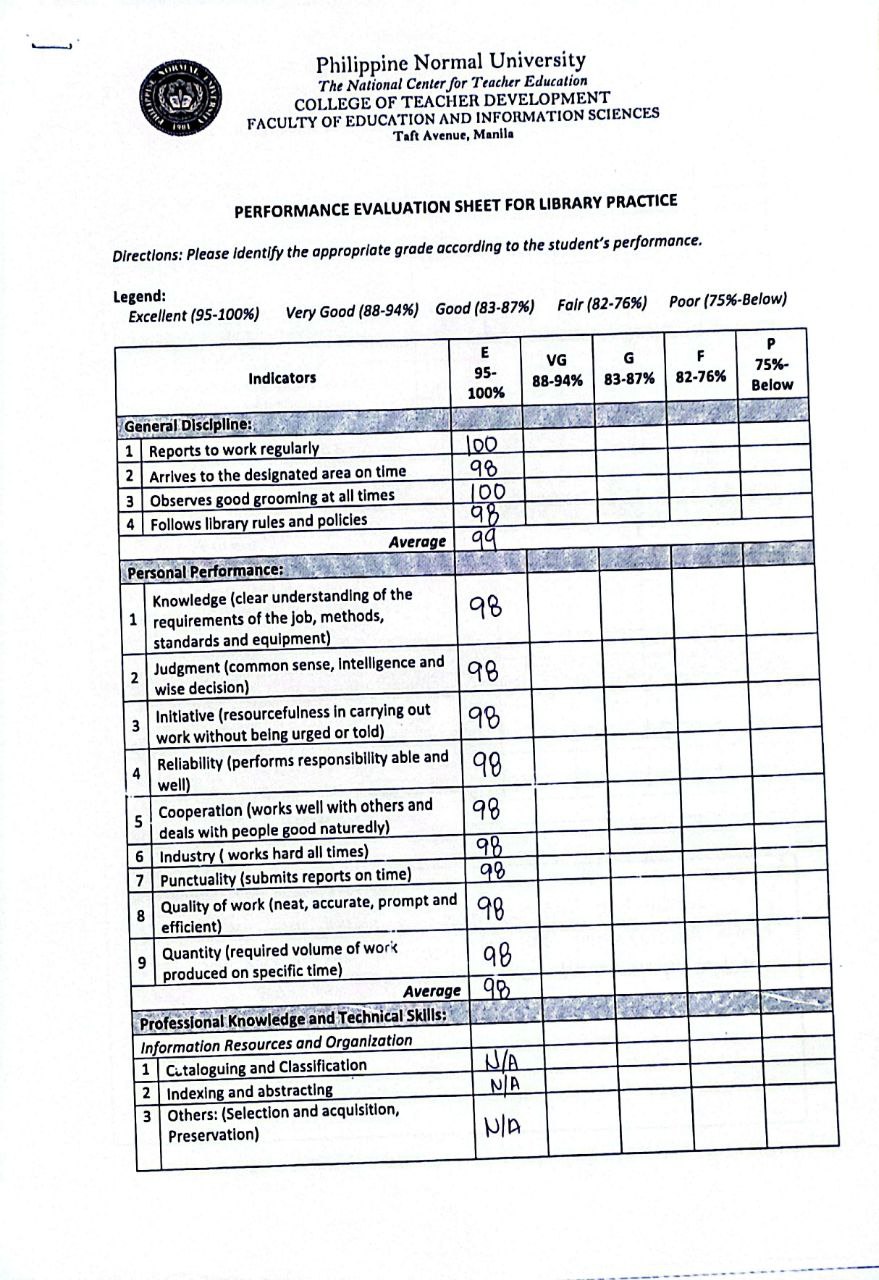 PHILIPPINE NORMAL UNIVERSITY
1901
Philippine Normal University
The National Center for Teacher Education
COLLEGE OF TEACHER DEVELOPMENT
FACULTY OF EDUCATION AND INFORMATION SCIENCES
Taft Avenue, Manila
PERFORMANCE EVALUATION SHEET FOR LIBRARY PRACTICE
Directions: Please identify the appropriate grade according to the student's performance.
Legend:
Excellent (95-100%) Very Good (88-94%) Good (83-87%) Fair (82-76%) Poor (75%-Below)
Indicators
E
95-
100%
VG
88-94%
G
83-87%
F
82-76%
P
75%-
Below
General Discipline:
1 Reports to work regularly 100
2 Arrives to the designated area on time 98
3 Observes good grooming at all times 100
4 Follows library rules and policies 98
Average 99
Personal Performance:
1 Knowledge (clear understanding of the
requirements of the job, methods,
standards and equipment) 98
2 Judgment (common sense, intelligence and
wise decision) 98
3 Initiative (resourcefulness in carrying out
work without being urged or told) 98
4 Reliability (performs responsibility able and
well) 98
5 Cooperation (works well with others and
deals with people good naturedly) 98
6 Industry ( works hard all times) 98
7 Punctuality (submits reports on time) 98
8 Quality of work (neat, accurate, prompt and
efficient) 98
9 Quantity (required volume of work
produced on specific time) 98
Average 98
Professional Knowledge and Technical Skills:
Information Resources and Organization
1 Cataloguing and Classification N/A
2 Indexing and abstracting N/A
3 Others: (Selection and acquisition,
Preservation) N/A